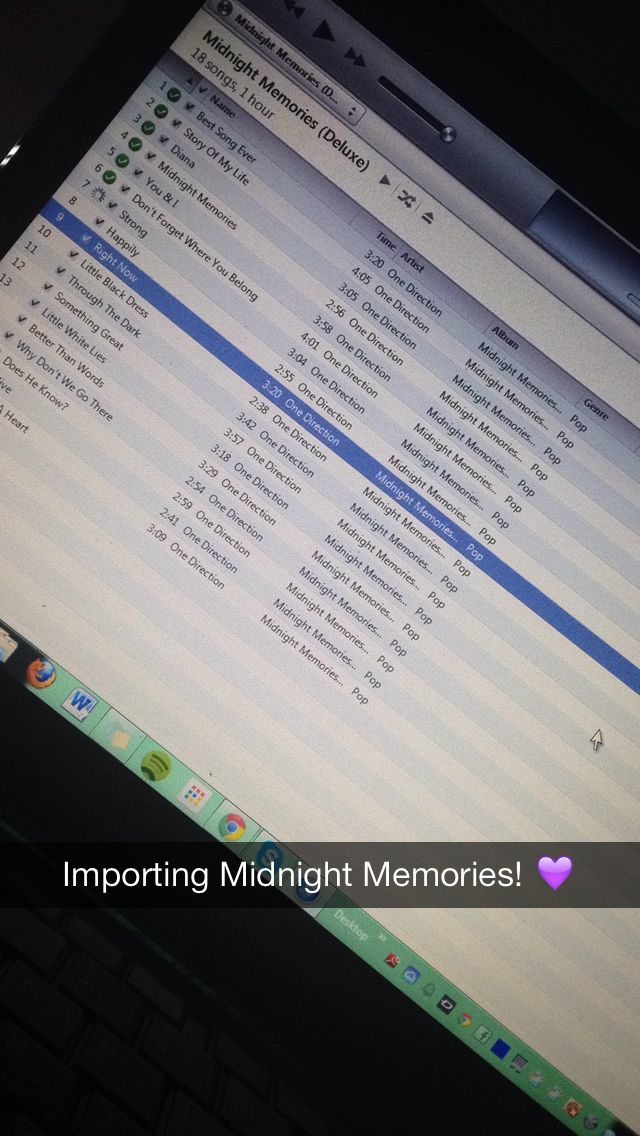 Midnight Memories (D...
Midnight Memories (Deluxe)
18 songs, 1 hour
Name Time Artist Album Genre
1 Best Song Ever 3:20 One Direction Midnight Memories... Pop
2 Story Of My Life 4:05 One Direction Midnight Memories... Pop
3 Diana 3:05 One Direction Midnight Memories... Pop
4 Midnight Memories 2:56 One Direction Midnight Memories... Pop
5 You & I 3:58 One Direction Midnight Memories... Pop
6 Don't Forget Where You Belong 4:01 One Direction Midnight Memories... Pop
7 Strong 3:04 One Direction Midnight Memories... Pop
8 Happily 2:55 One Direction Midnight Memories... Pop
9 Right Now 3:20 One Direction Midnight Memories... Pop
10 Little Black Dress 2:38 One Direction Midnight Memories... Pop
11 Through The Dark 3:42 One Direction Midnight Memories... Pop
12 Something Great 3:57 One Direction Midnight Memories... Pop
13 Little White Lies 3:18 One Direction Midnight Memories... Pop
Better Than Words 3:29 One Direction Midnight Memories... Pop
Why Don't We Go There 2:54 One Direction Midnight Memories... Pop
Does He Know? 2:59 One Direction Midnight Memories... Pop
ive 2:41 One Direction Midnight Memories... Pop
Heart 3:09 One Direction Midnight Memories... Pop
Importing Midnight Memories! 💜
Desktop »